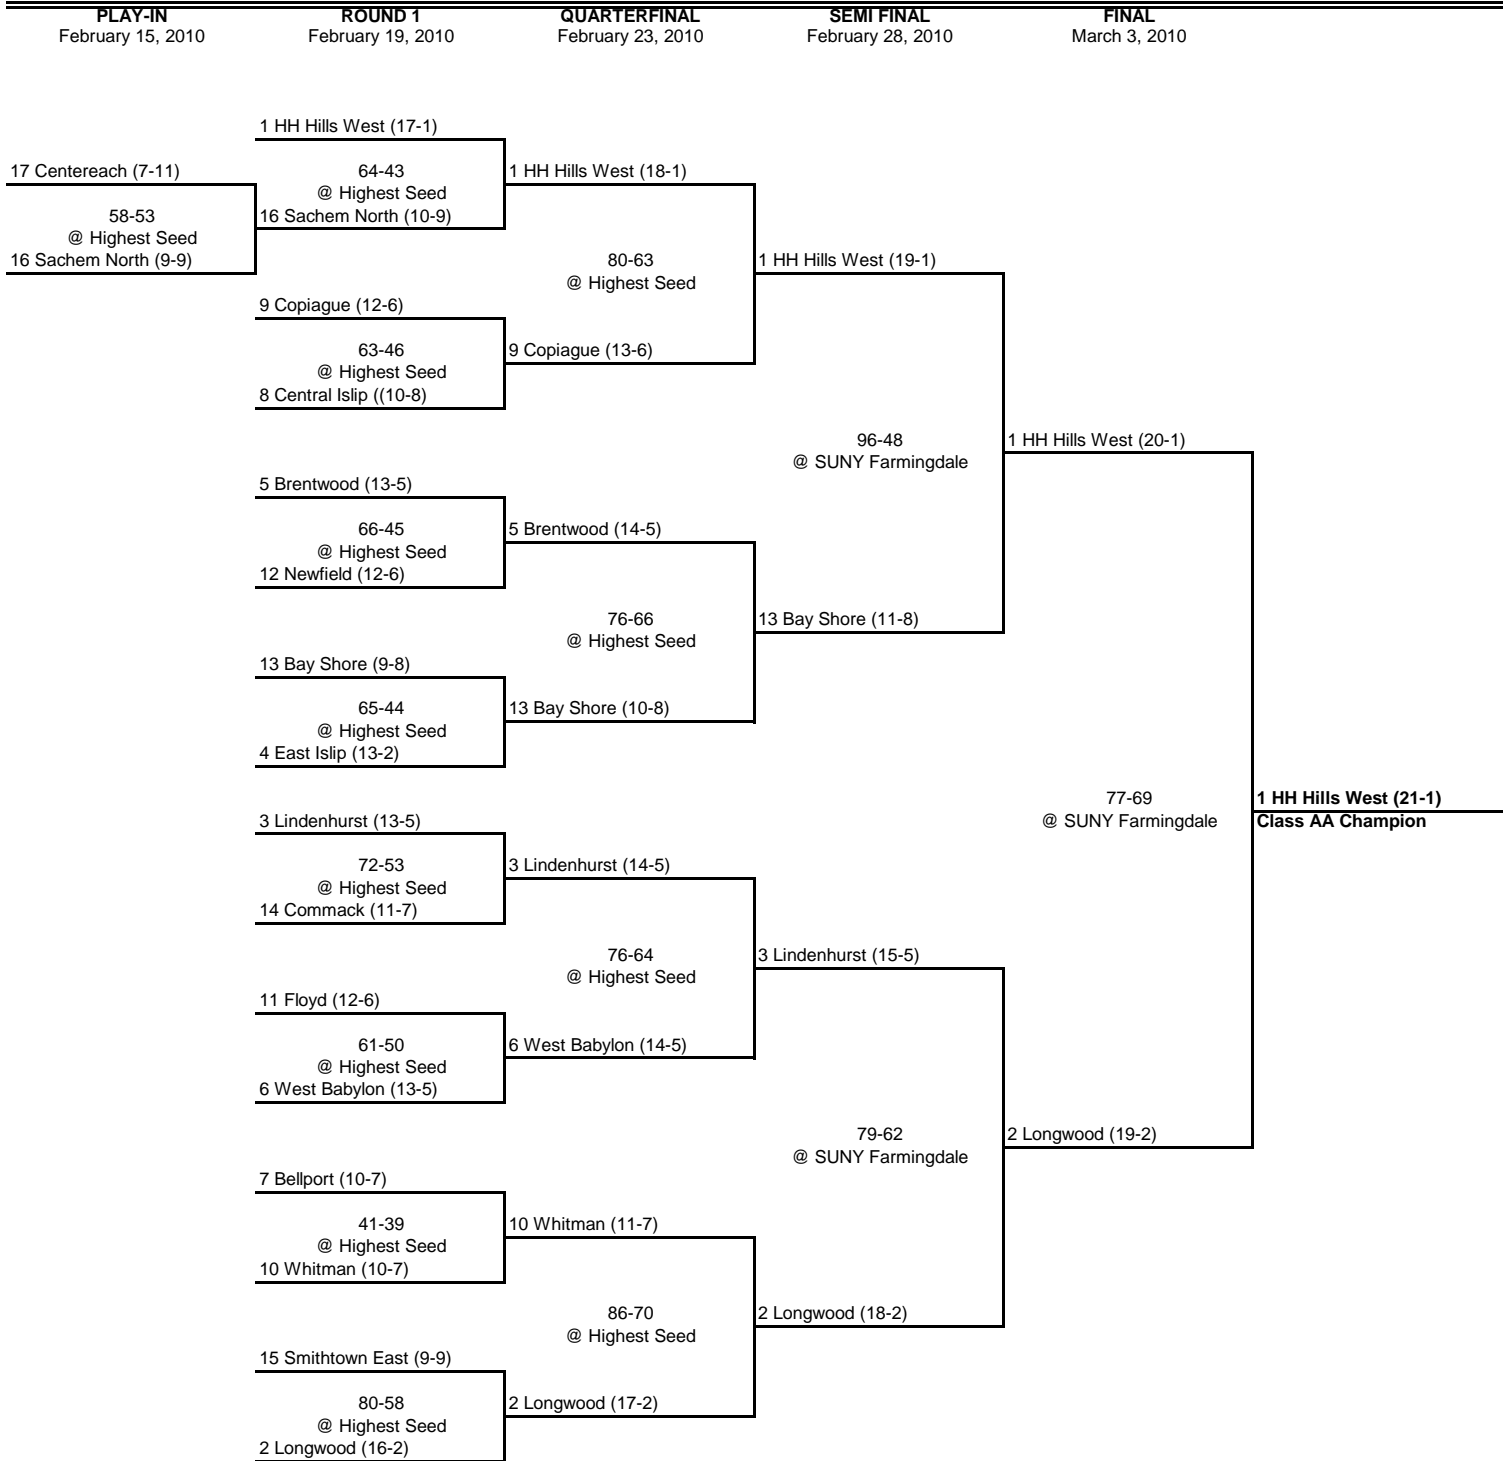 PLAY-IN
February 15, 2010
ROUND 1
February 19, 2010
QUARTERFINAL
February 23, 2010
SEMI FINAL
February 28, 2010
FINAL
March 3, 2010
17 Centereach (7-11)
58-53
@ Highest Seed
16 Sachem North (9-9)
1 HH Hills West (17-1)
64-43
@ Highest Seed
16 Sachem North (10-9)
9 Copiague (12-6)
63-46
@ Highest Seed
8 Central Islip ((10-8)
5 Brentwood (13-5)
66-45
@ Highest Seed
12 Newfield (12-6)
13 Bay Shore (9-8)
65-44
@ Highest Seed
4 East Islip (13-2)
3 Lindenhurst (13-5)
72-53
@ Highest Seed
14 Commack (11-7)
11 Floyd (12-6)
61-50
@ Highest Seed
6 West Babylon (13-5)
7 Bellport (10-7)
41-39
@ Highest Seed
10 Whitman (10-7)
15 Smithtown East (9-9)
80-58
@ Highest Seed
2 Longwood (16-2)
1 HH Hills West (18-1)
80-63
@ Highest Seed
9 Copiague (13-6)
5 Brentwood (14-5)
76-66
@ Highest Seed
13 Bay Shore (10-8)
3 Lindenhurst (14-5)
76-64
@ Highest Seed
6 West Babylon (14-5)
10 Whitman (11-7)
86-70
@ Highest Seed
2 Longwood (17-2)
1 HH Hills West (19-1)
96-48
@ SUNY Farmingdale
13 Bay Shore (11-8)
3 Lindenhurst (15-5)
79-62
@ SUNY Farmingdale
2 Longwood (18-2)
1 HH Hills West (20-1)
77-69
@ SUNY Farmingdale
2 Longwood (19-2)
1 HH Hills West (21-1)
Class AA Champion